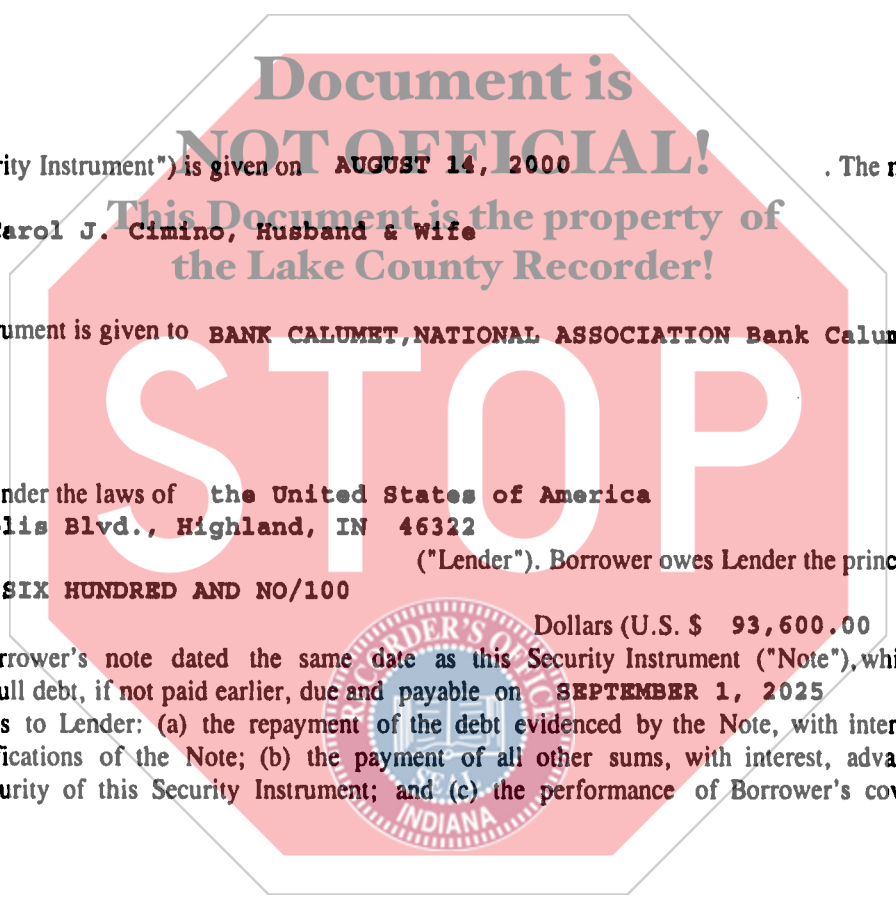 Document is
NOT OFFICIAL!
rity Instrument") is given on AUGUST 14, 2000 . The
This Document is the property of
arol J. Cimino, Husband & Wife
the Lake County Recorder!
ument is given to BANK CALUMET,NATIONAL ASSOCIATION Bank Calum
STOP
nder the laws of the United States of America
lis Blvd., Highland, IN 46322
("Lender"). Borrower owes Lender the princ
SIX HUNDRED AND NO/100
Dollars (U.S. $ 93,600.00
rrower's note dated the same date as this Security Instrument ("Note"),whi
ull debt, if not paid earlier, due and payable on SEPTEMBER 1, 2025
s to Lender: (a) the repayment of the debt evidenced by the Note, with inter
fications of the Note; (b) the payment of all other sums, with interest, adva
urity of this Security Instrument; and (c) the performance of Borrower's cov
RECORDER'S OFFICE
SEAL
INDIANA